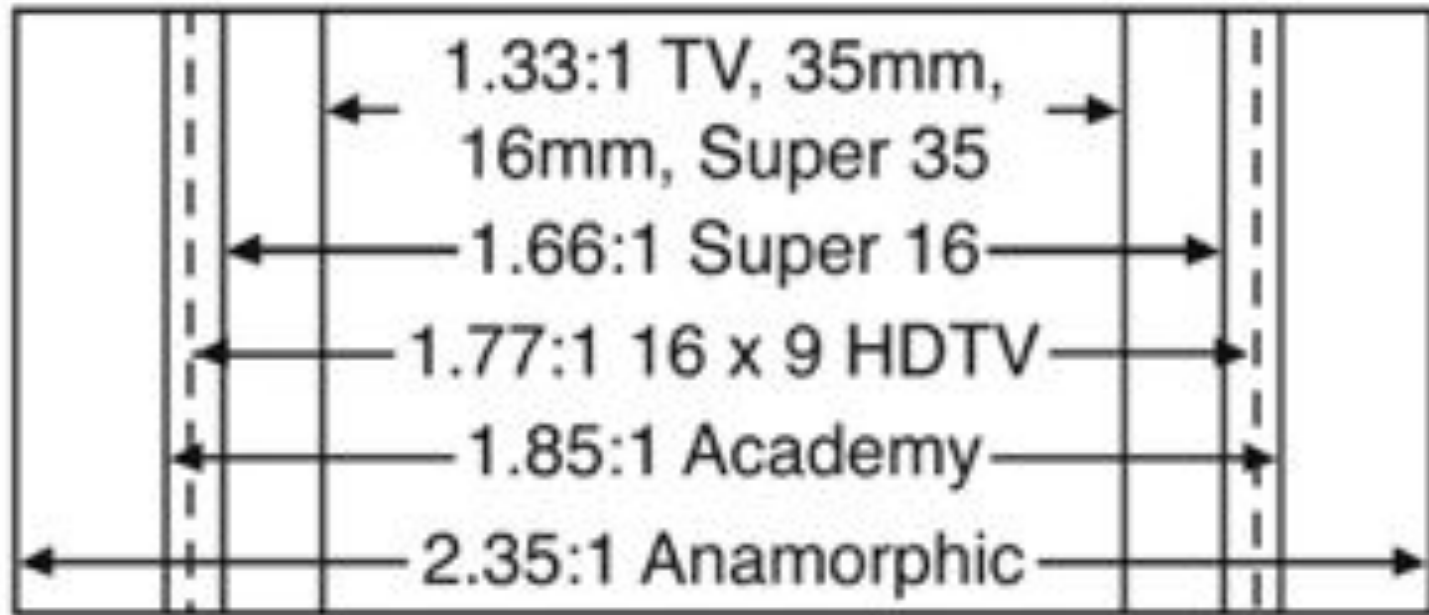 1.33:1 TV, 35mm,
16mm, Super 35
1.66:1 Super 16
1.77:1 16 x 9 HDTV
1.85:1 Academy
2.35:1 Anamorphic